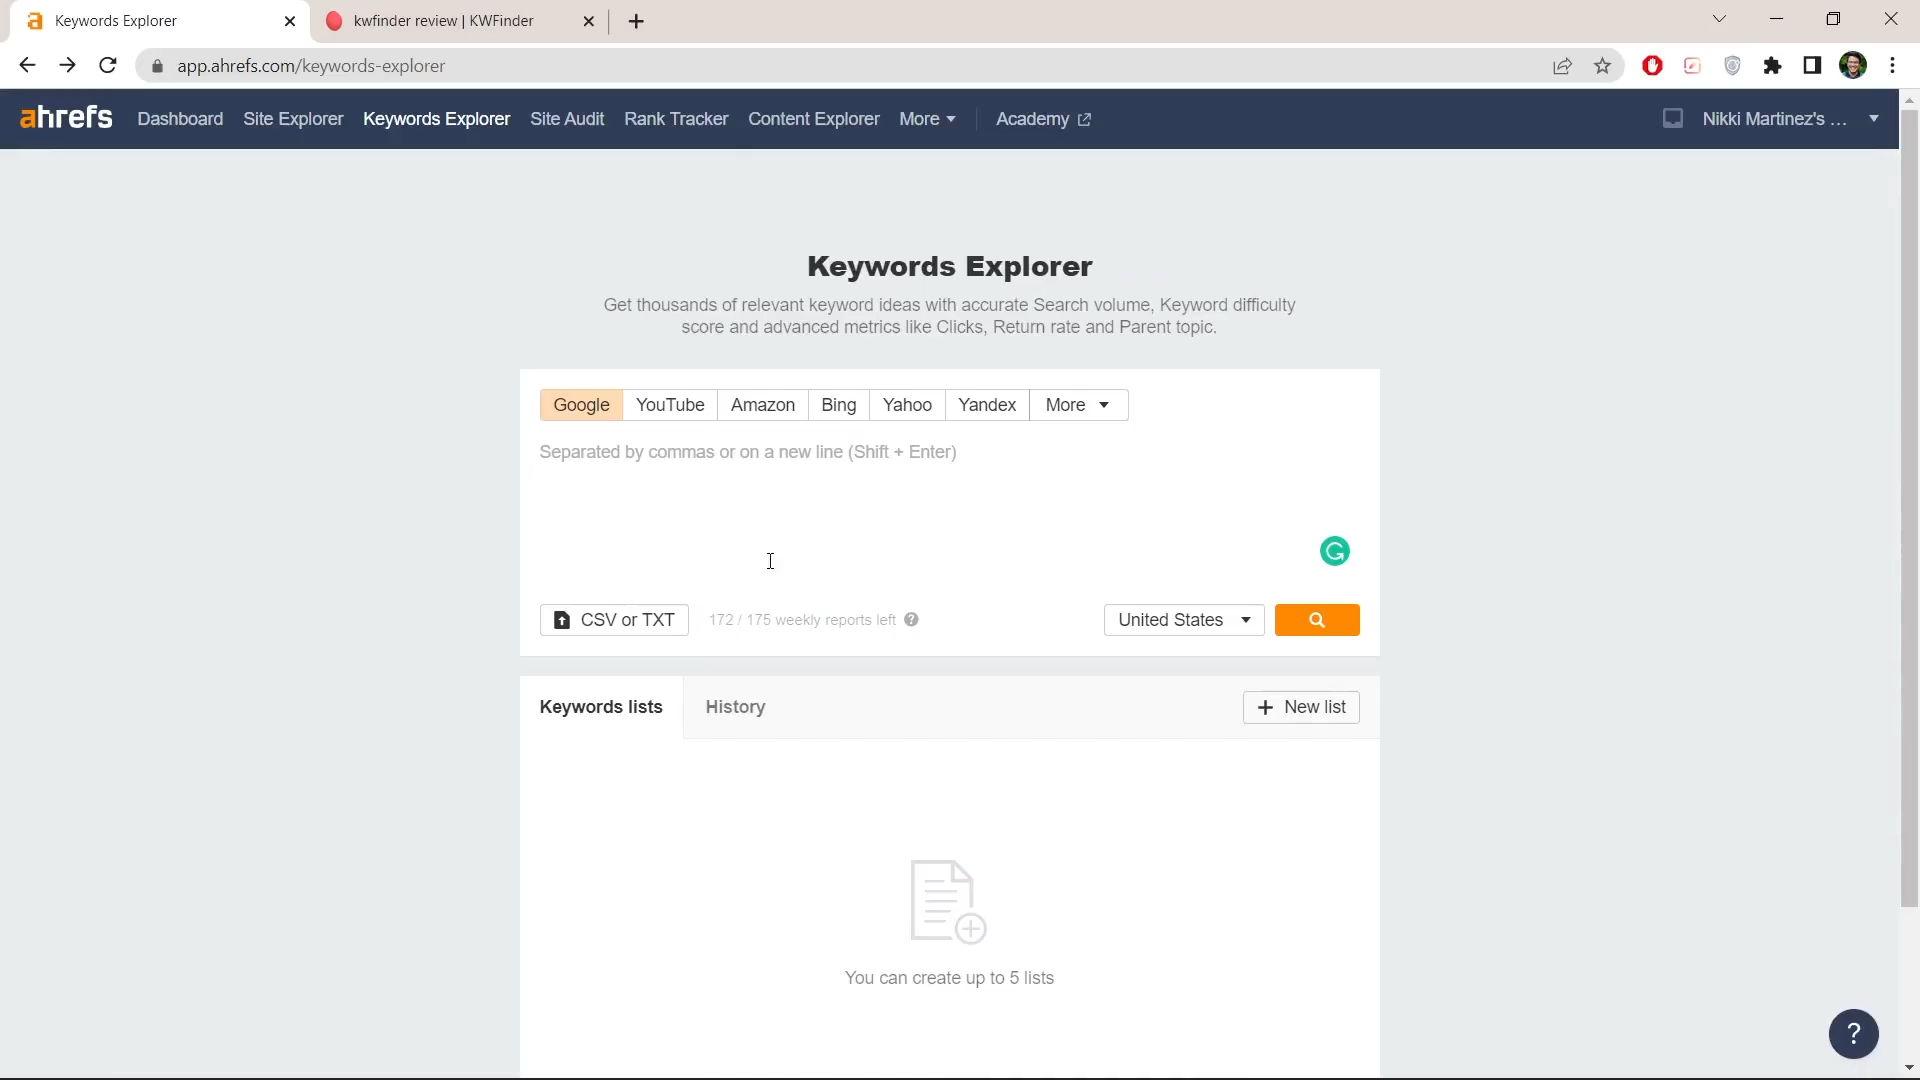 Keywords Explorer
kwfinder review | KWFinder
app.ahrefs.com/keywords-explorer
ahrefs Dashboard Site Explorer Keywords Explorer Site Audit Rank Tracker Content Explorer More Academy Nikki Martinez's ...
Keywords Explorer
Get thousands of relevant keyword ideas with accurate Search volume, Keyword difficulty
score and advanced metrics like Clicks, Return rate and Parent topic.
Google YouTube Amazon Bing Yahoo Yandex More
Separated by commas or on a new line (Shift + Enter)
CSV or TXT 172 / 175 weekly reports left ? United States
Keywords lists History + New list
You can create up to 5 lists
?